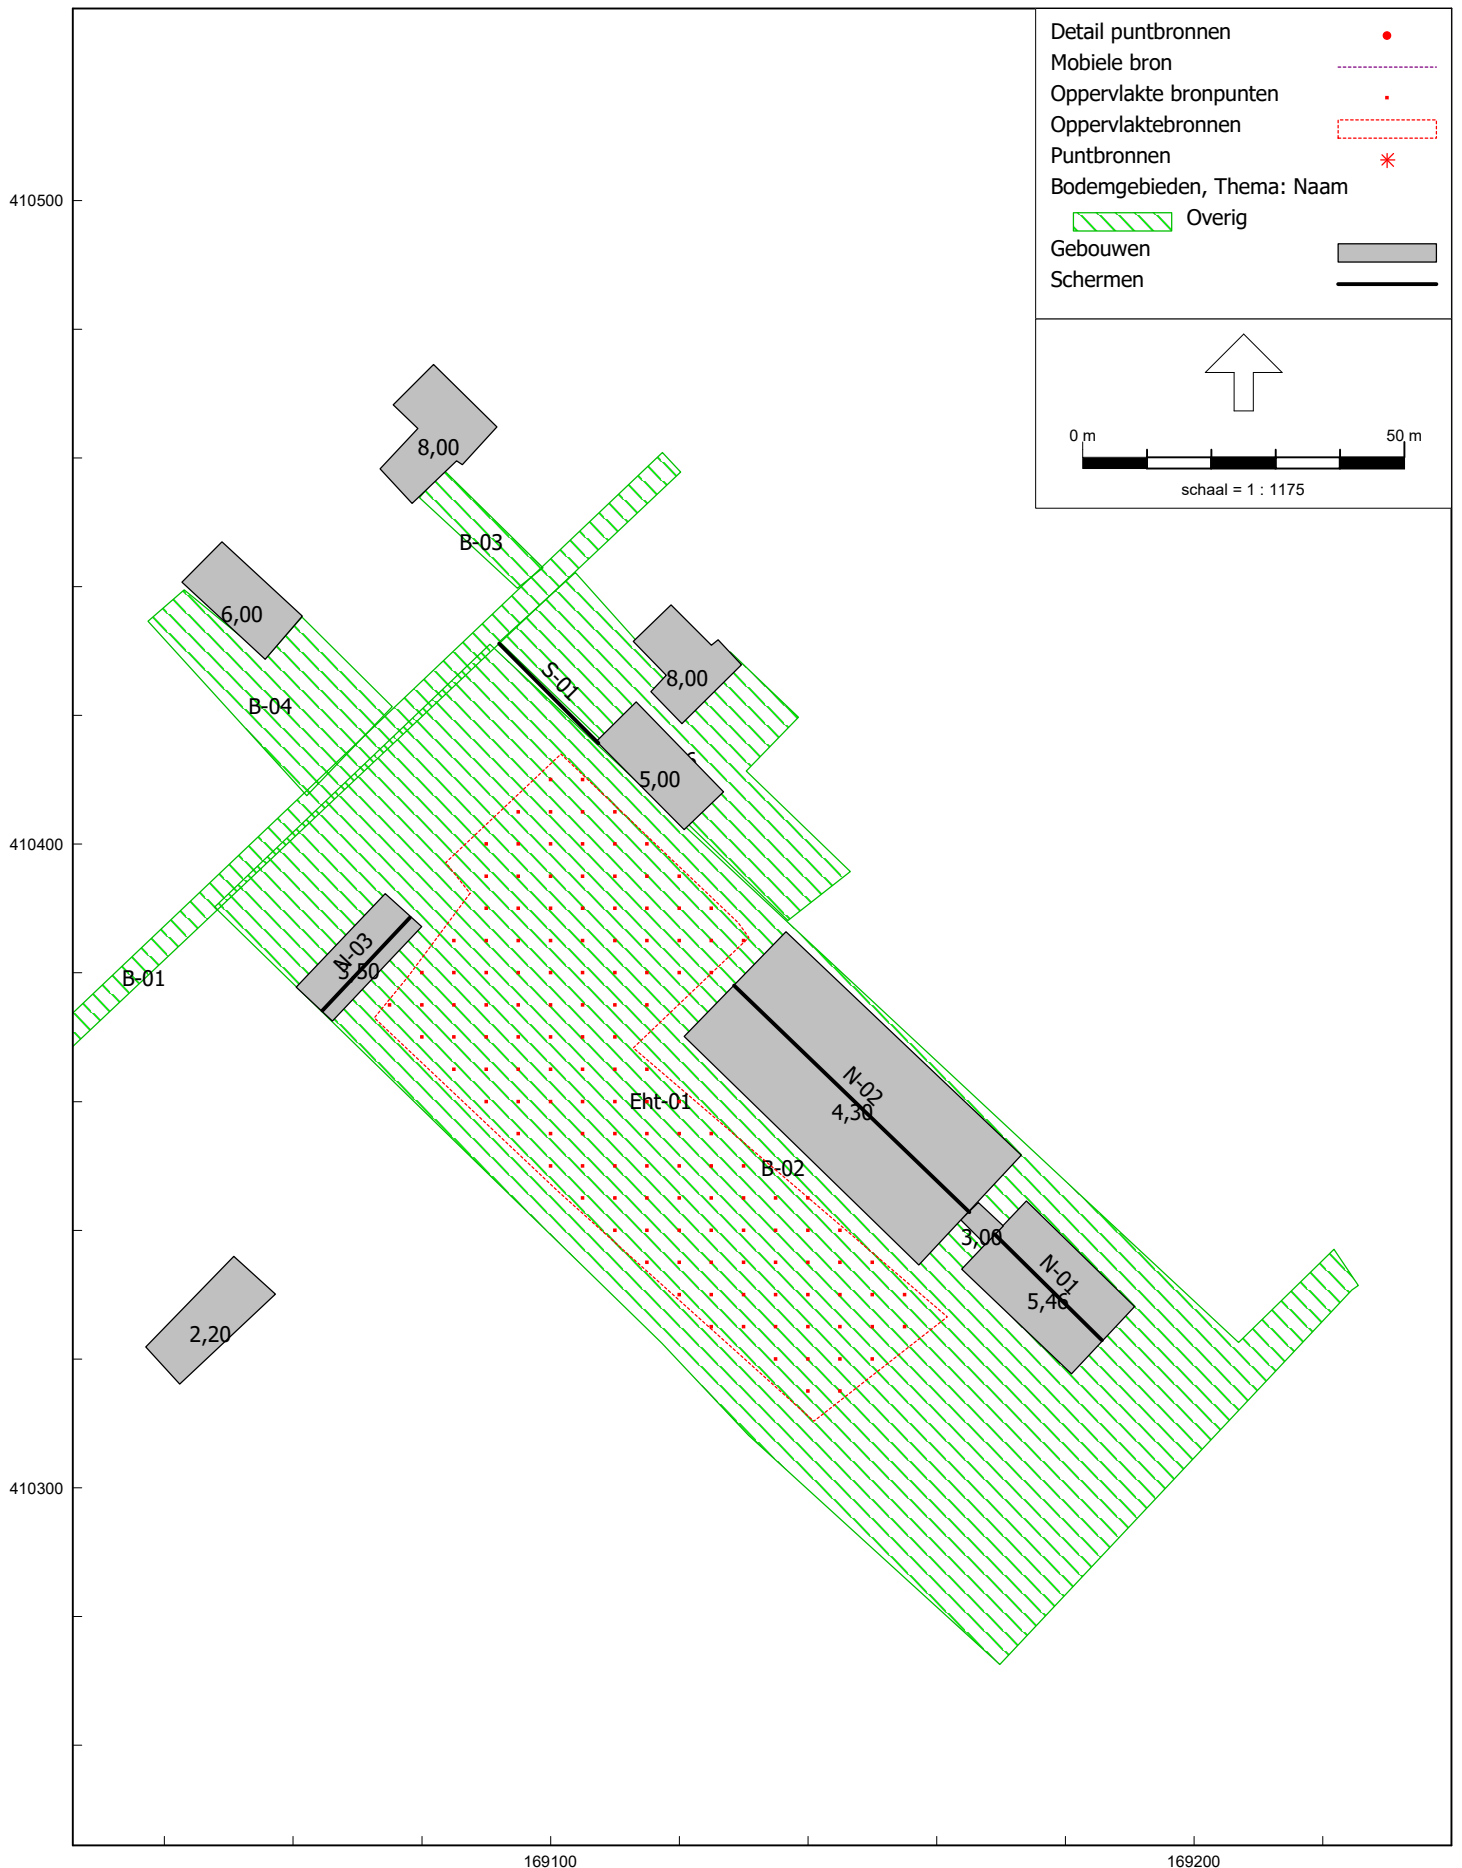 Detail puntbronnen
Mobiele bron
Oppervlakte bronpunten
Oppervlaktebronnen
Puntbronnen
Bodemgebieden, Thema: Naam
Overig
Gebouwen
Schermen
0 m 50 m
schaal = 1 : 1175
410500
8,00
B-03
6,00
S-01
8,00
B-04
5,00
410400
N-03
3,50
B-01
N-02
Eht-01
4,30
B-02
3,00
N-01
5,46
2,20
410300
169100 169200